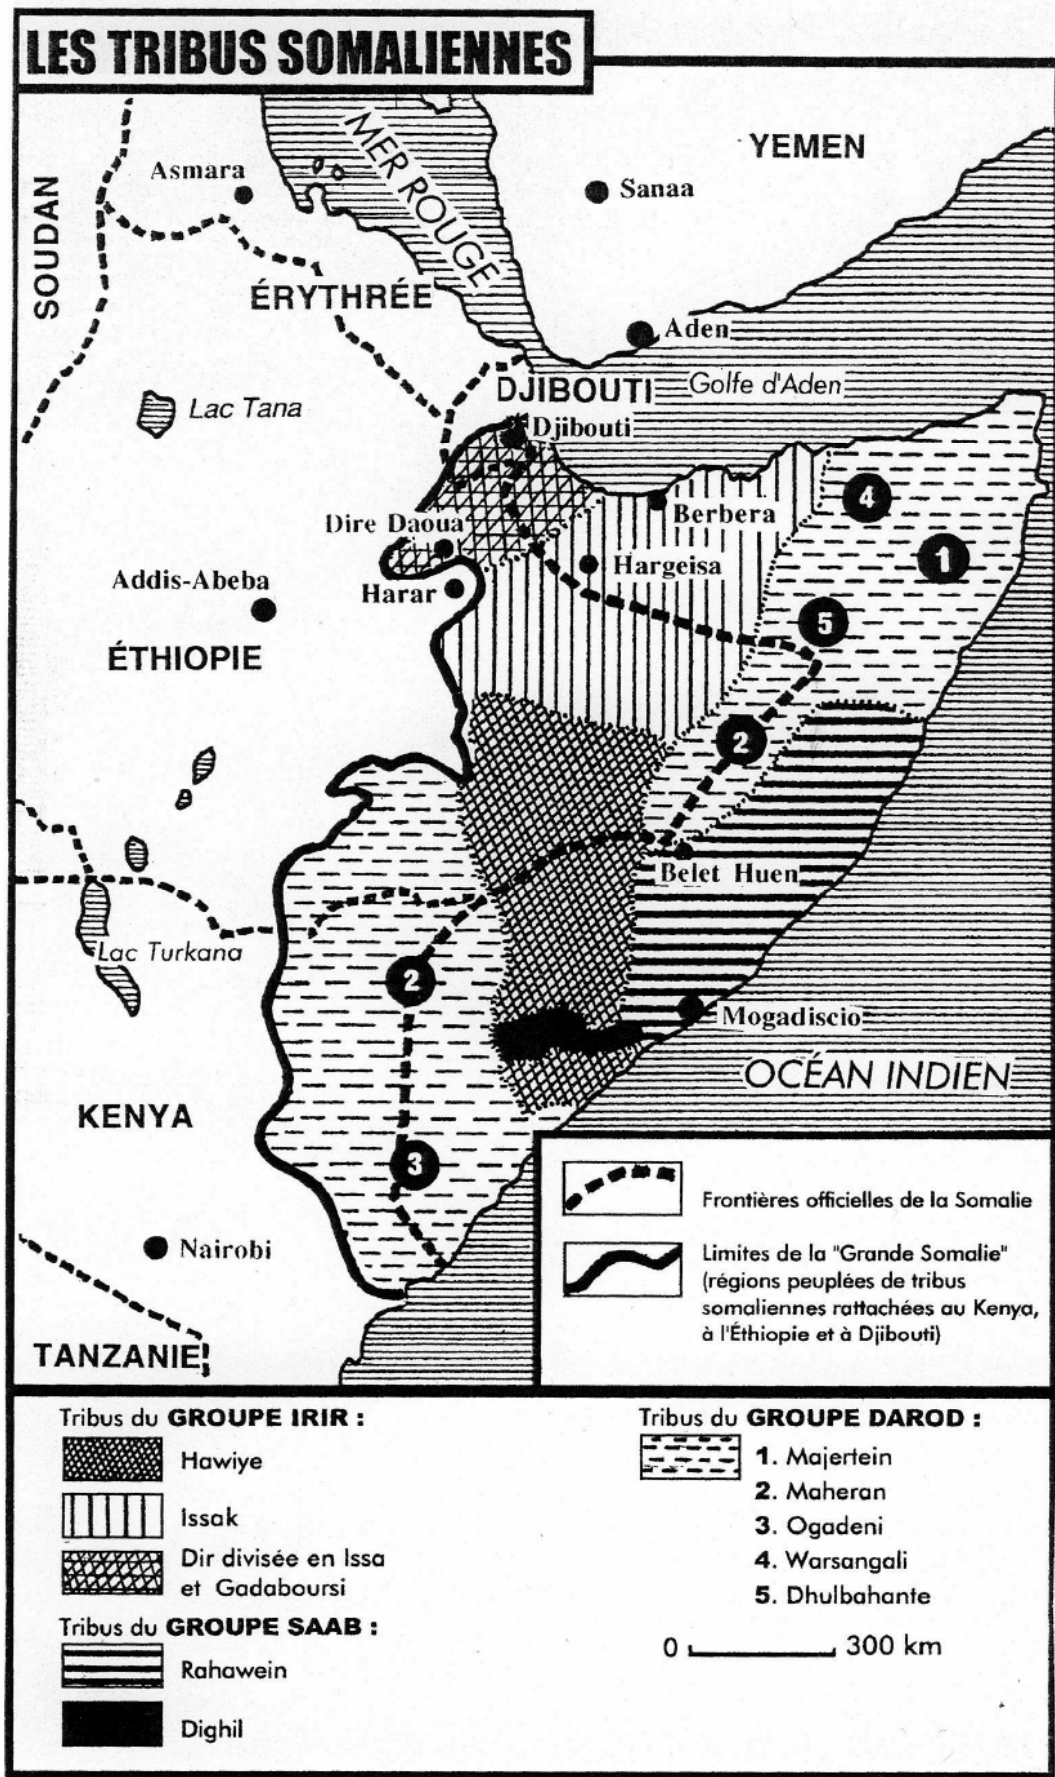 LES TRIBUS SOMALIENNES
MER ROUGE
YEMEN
Asmara
Sanaa
SOUDAN
ÉRYTHRÉE
Aden
DJIBOUTI
Golfe d'Aden
Lac Tana
Djibouti
4
Dire Daoua
Berbera
1
Addis-Abeba
Harar
Hargeisa
5
ÉTHIOPIE
2
Belet Huen
Lac Turkana
2
Mogadiscio
OCÉAN INDIEN
KENYA
3
Nairobi
TANZANIE
Frontières officielles de la Somalie
Limites de la "Grande Somalie"
(régions peuplées de tribus
somaliennes rattachées au Kenya,
à l'Éthiopie et à Djibouti)
Tribus du GROUPE IRIR :
Hawiye
Issak
Dir divisée en Issa
et Gadaboursi
Tribus du GROUPE SAAB :
Rahawein
Dighil
Tribus du GROUPE DAROD :
1. Majertein
2. Maheran
3. Ogadeni
4. Warsangali
5. Dhulbahante
0 300 km